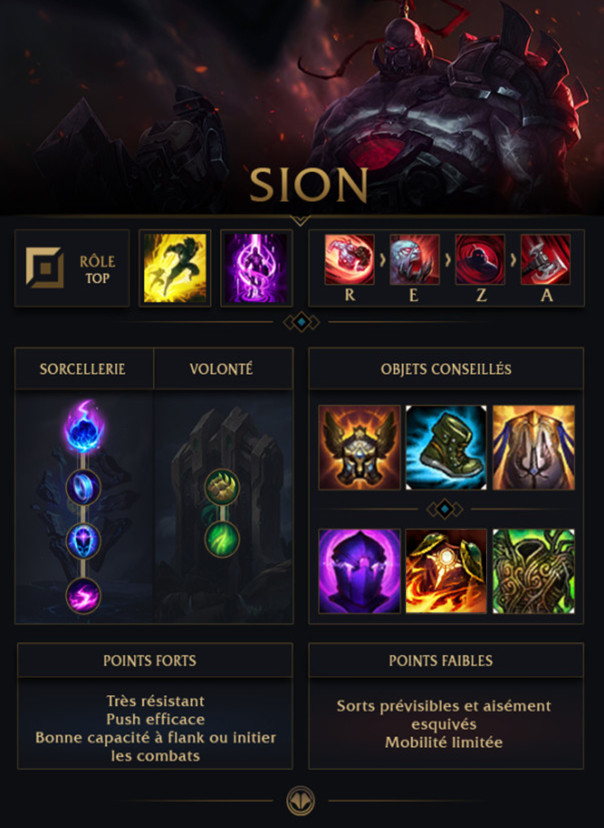 SION
RÔLE
TOP
R E Z A
SORCELLERIE
VOLONTÉ
OBJETS CONSEILLÉS
POINTS FORTS
Très résistant
Push efficace
Bonne capacité à flank ou initier
les combats
POINTS FAIBLES
Sorts prévisibles et aisément
esquivés
Mobilité limitée